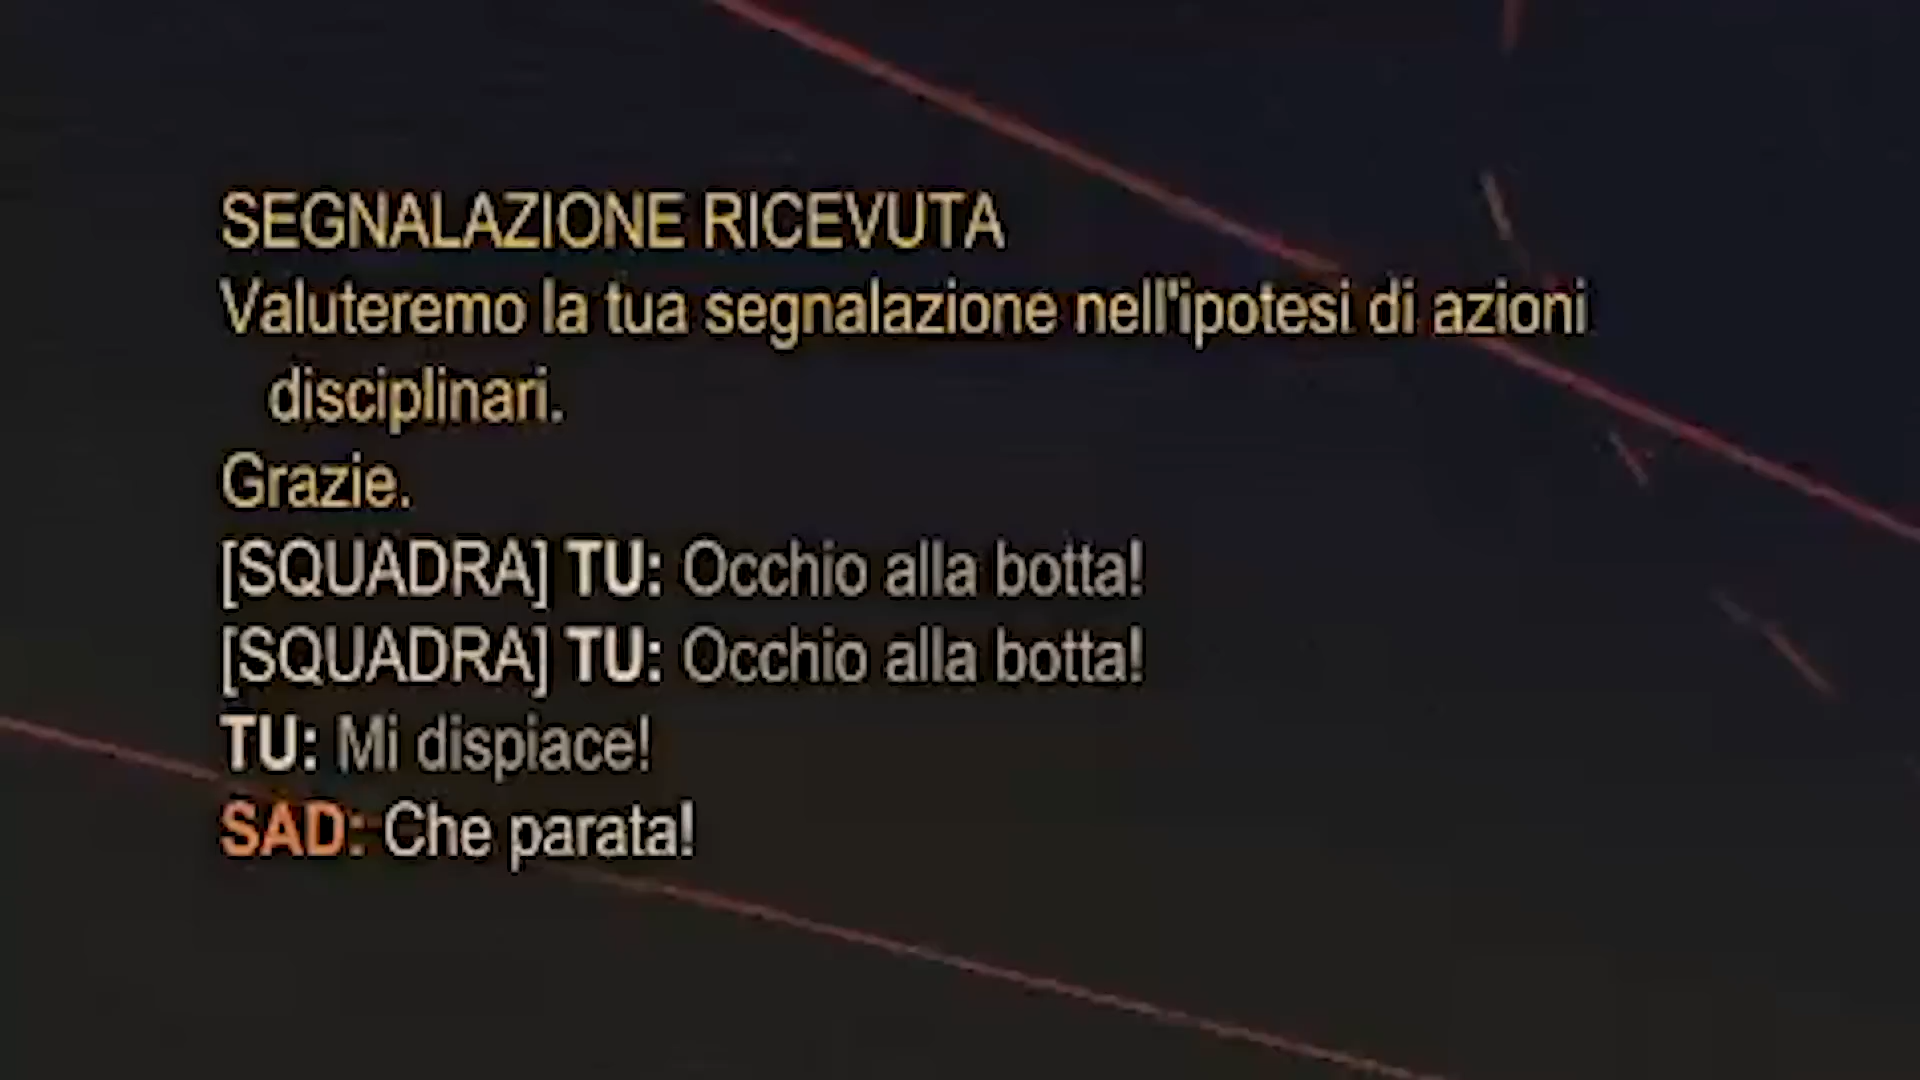 SEGNALAZIONE RICEVUTA
Valuteremo la tua segnalazione nell'ipotesi di azioni
disciplinari.
Grazie.
[SQUADRA] TU: Occhio alla botta!
[SQUADRA] TU: Occhio alla botta!
TU: Mi dispiace!
SAD: Che parata!